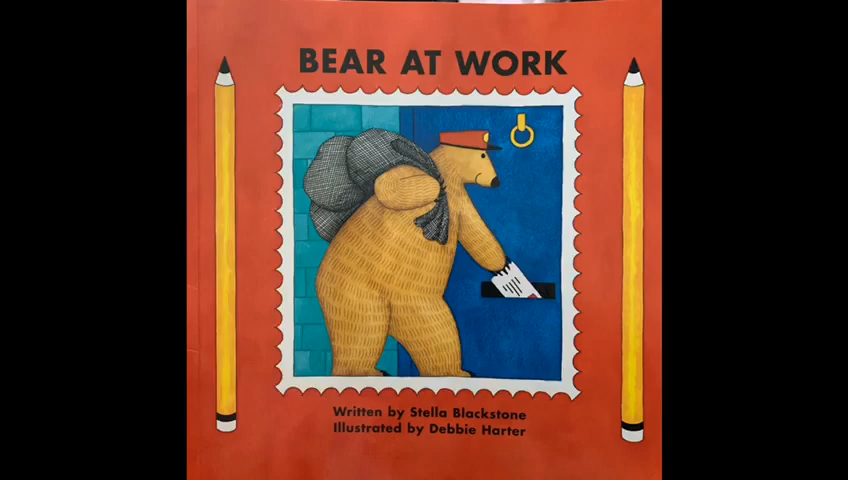 BEAR AT WORK
Written by Stella Blackstone
Illustrated by Debbie Harter